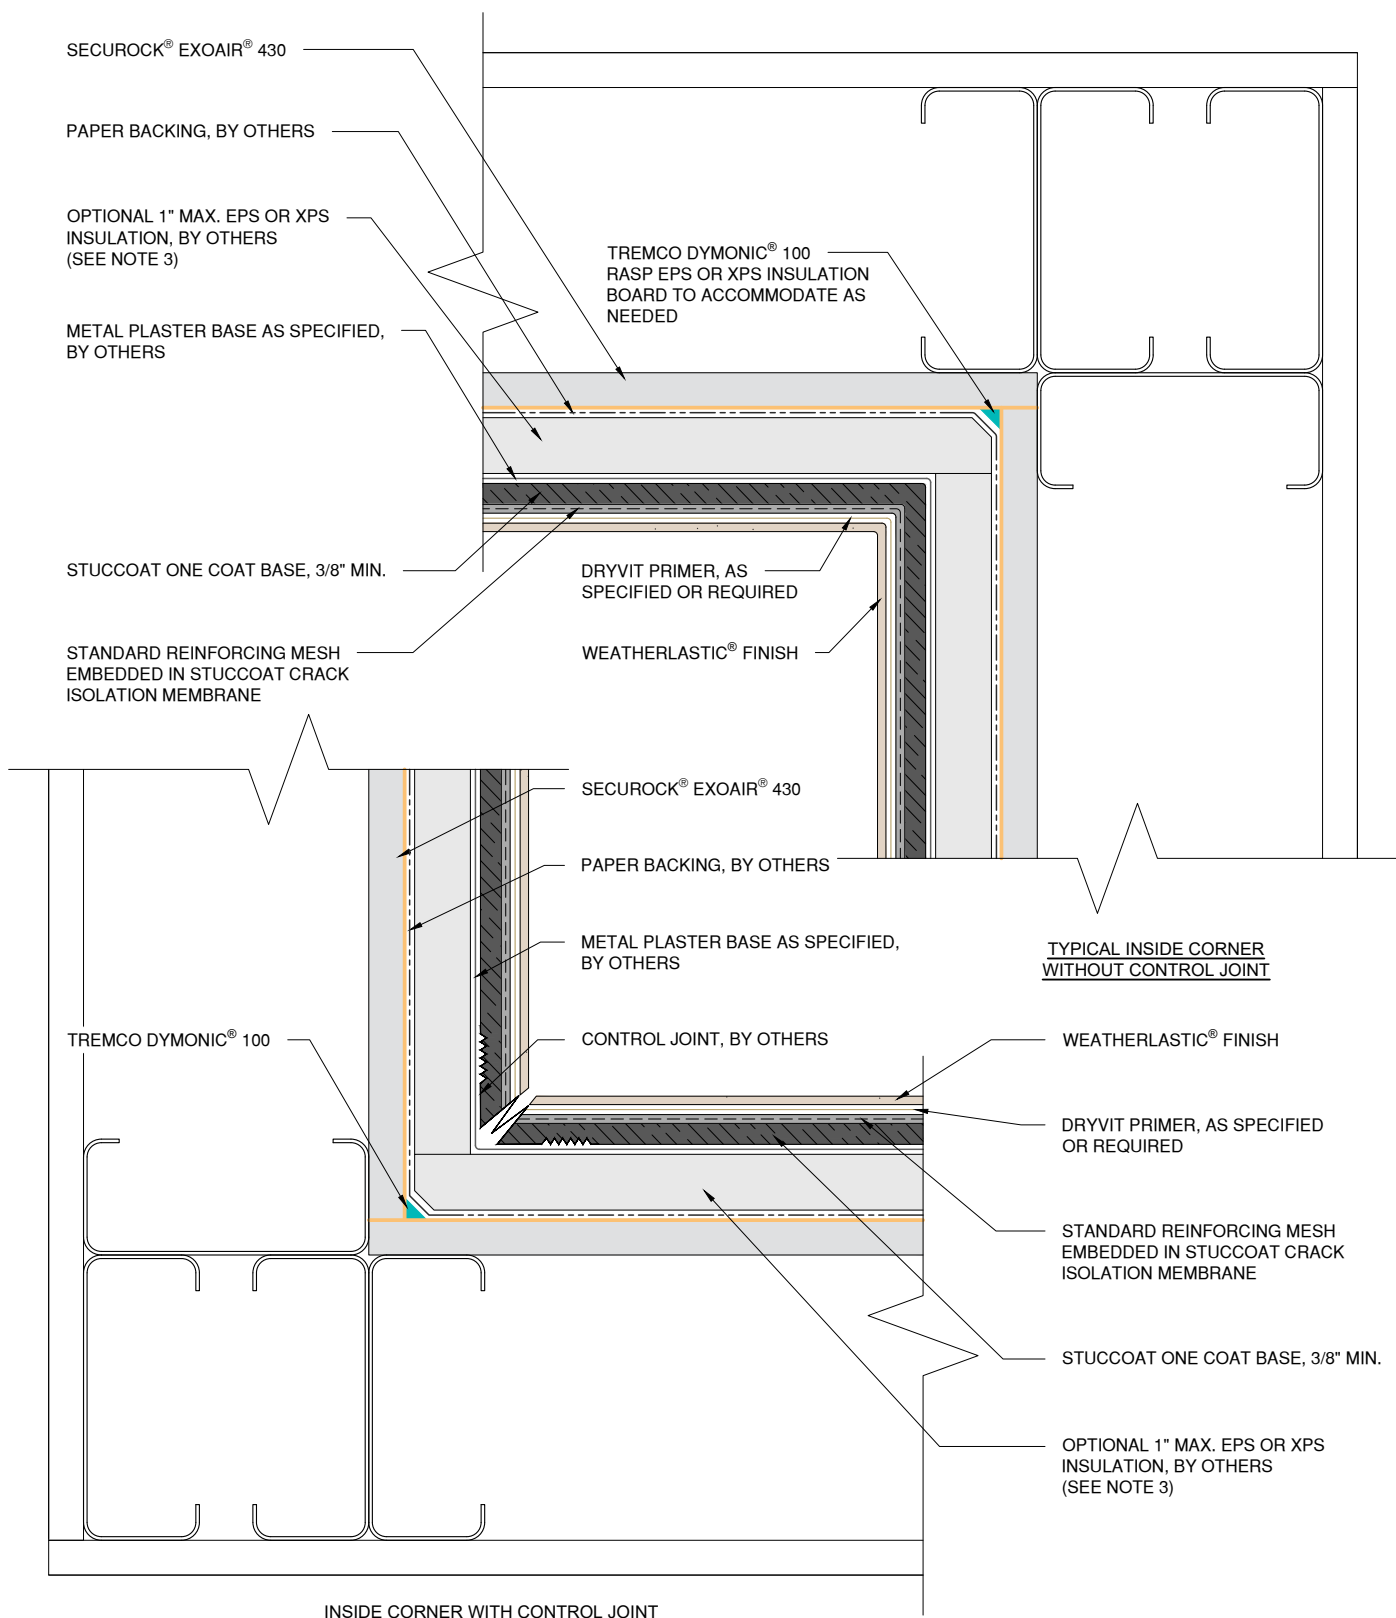 SECUROCK® EXOAIR® 430
PAPER BACKING, BY OTHERS
OPTIONAL 1" MAX. EPS OR XPS
INSULATION, BY OTHERS
(SEE NOTE 3)
TREMCO DYMONIC® 100
RASP EPS OR XPS INSULATION
BOARD TO ACCOMMODATE AS
NEEDED
METAL PLASTER BASE AS SPECIFIED,
BY OTHERS
STUCCOAT ONE COAT BASE, 3/8" MIN.
DRYVIT PRIMER, AS
SPECIFIED OR REQUIRED
STANDARD REINFORCING MESH
EMBEDDED IN STUCCOAT CRACK
ISOLATION MEMBRANE
WEATHERLASTIC® FINISH
SECUROCK® EXOAIR® 430
PAPER BACKING, BY OTHERS
METAL PLASTER BASE AS SPECIFIED,
BY OTHERS
TYPICAL INSIDE CORNER
WITHOUT CONTROL JOINT
TREMCO DYMONIC® 100
CONTROL JOINT, BY OTHERS
WEATHERLASTIC® FINISH
DRYVIT PRIMER, AS SPECIFIED
OR REQUIRED
STANDARD REINFORCING MESH
EMBEDDED IN STUCCOAT CRACK
ISOLATION MEMBRANE
STUCCOAT ONE COAT BASE, 3/8" MIN.
OPTIONAL 1" MAX. EPS OR XPS
INSULATION, BY OTHERS
(SEE NOTE 3)
INSIDE CORNER WITH CONTROL JOINT